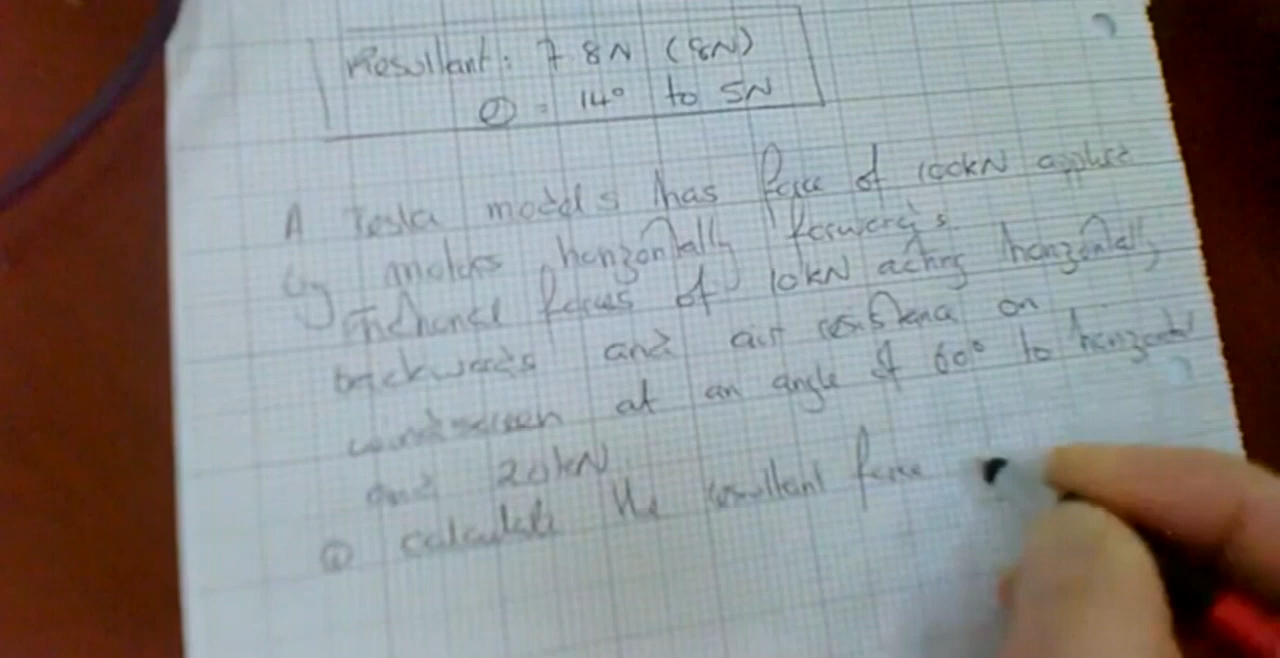 Resultant: 7 8N (8N)
Θ = 14° to 5N
A Tesla model s has force of 100kN applied
by motors horizontally forwards.
forces of 10kN acting horizontally
backwards and air resistance on
windscreen at an angle of 60° to horizontal
and 20kN
① calculate the resultant force